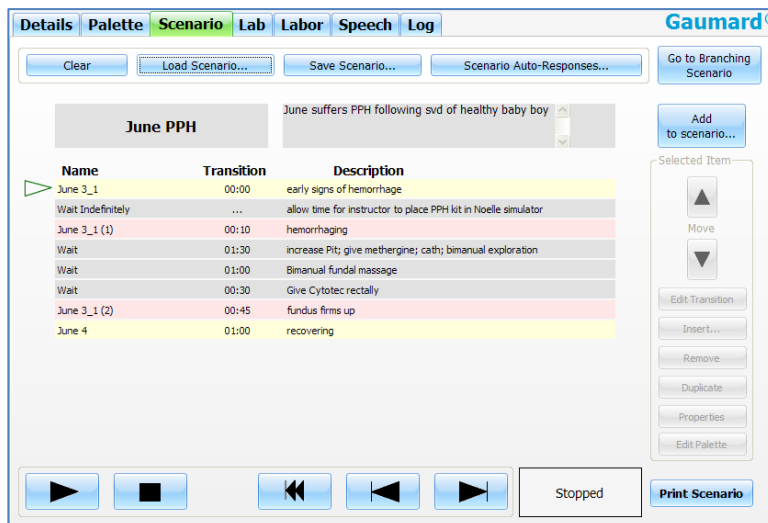 Details Palette Scenario Lab Labor Speech Log
Gaumard
Clear Load Scenario... Save Scenario... Scenario Auto-Responses...
Go to Branching
Scenario
June PPH
June suffers PPH following svd of healthy baby boy
Add
to scenario...
Name Transition Description
June 3_1 00:00 early signs of hemorrhage
Wait Indefinitely ... allow time for instructor to place PPH kit in Noelle simulator
June 3_1 (1) 00:10 hemorrhaging
Wait 01:30 increase Pit; give methergine; cath; bimanual exploration
Wait 01:00 Bimanual fundal massage
Wait 00:30 Give Cytotec rectally
June 3_1 (2) 00:45 fundus firms up
June 4 01:00 recovering
Selected Item
Move
Edit Transition
Insert...
Remove
Duplicate
Properties
Edit Palette
Stopped
Print Scenario